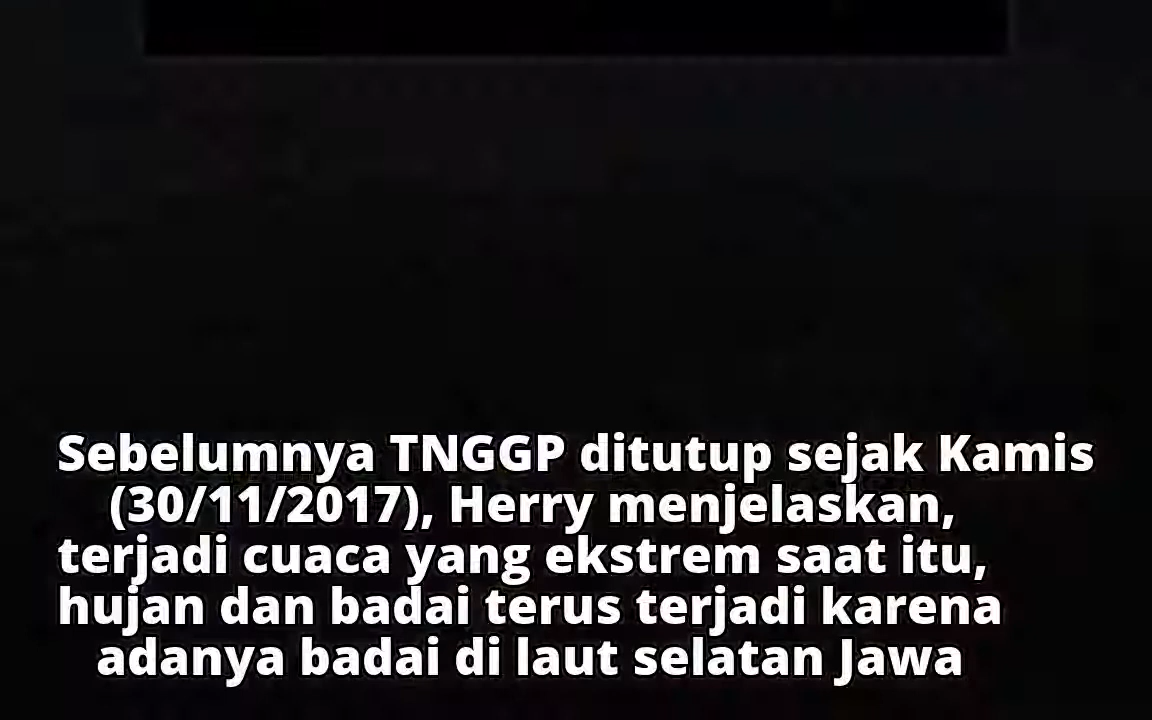 Sebelumnya TNGGP ditutup sejak Kamis
(30/11/2017), Herry menjelaskan,
terjadi cuaca yang ekstrem saat itu,
hujan dan badai terus terjadi karena
adanya badai di laut selatan Jawa